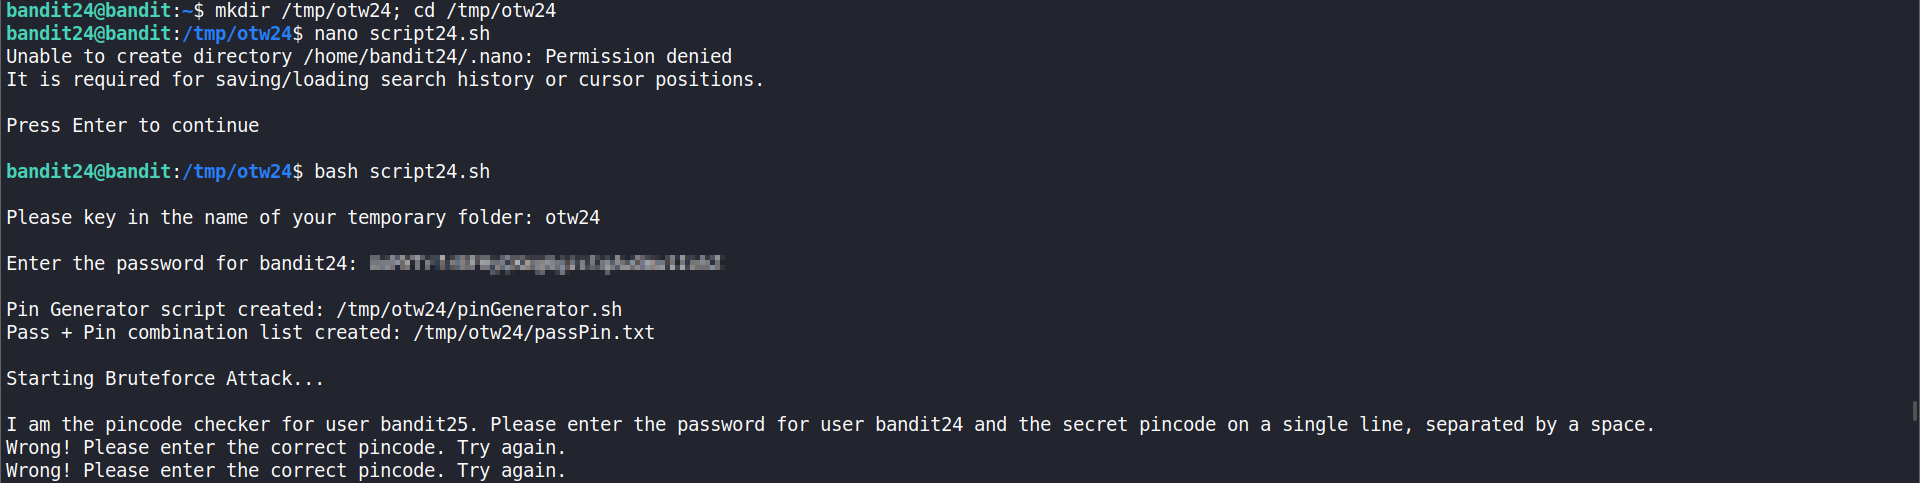 bandit24@bandit:~$ mkdir /tmp/otw24; cd /tmp/otw24
bandit24@bandit:/tmp/otw24$ nano script24.sh
Unable to create directory /home/bandit24/.nano: Permission denied
It is required for saving/loading search history or cursor positions.
Press Enter to continue
bandit24@bandit:/tmp/otw24$ bash script24.sh
Please key in the name of your temporary folder: otw24
Enter the password for bandit24:
Pin Generator script created: /tmp/otw24/pinGenerator.sh
Pass + Pin combination list created: /tmp/otw24/passPin.txt
Starting Bruteforce Attack...
I am the pincode checker for user bandit25. Please enter the password for user bandit24 and the secret pincode on a single line, separated by a space.
Wrong! Please enter the correct pincode. Try again.
Wrong! Please enter the correct pincode. Try again.